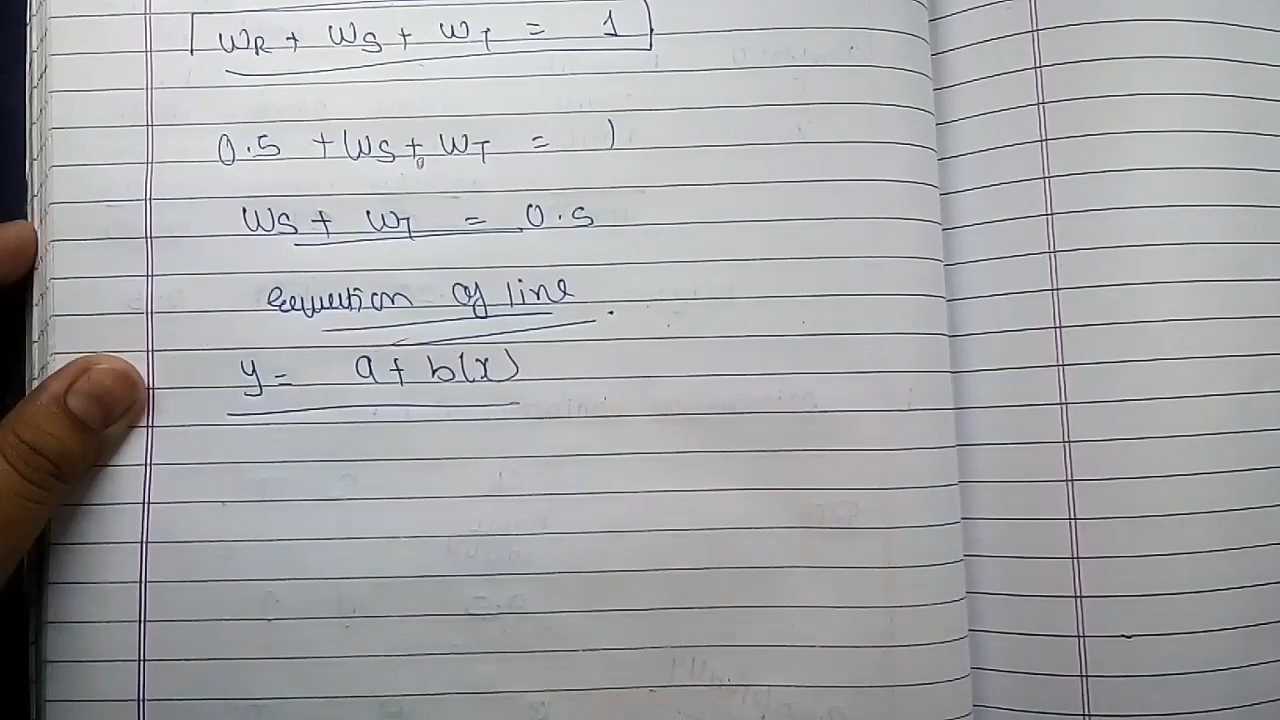 WR + WS + WT = 1
0.5 + WS + WT = 1
WS + WT = 0.5
Equation of line.
y = a + b(x)